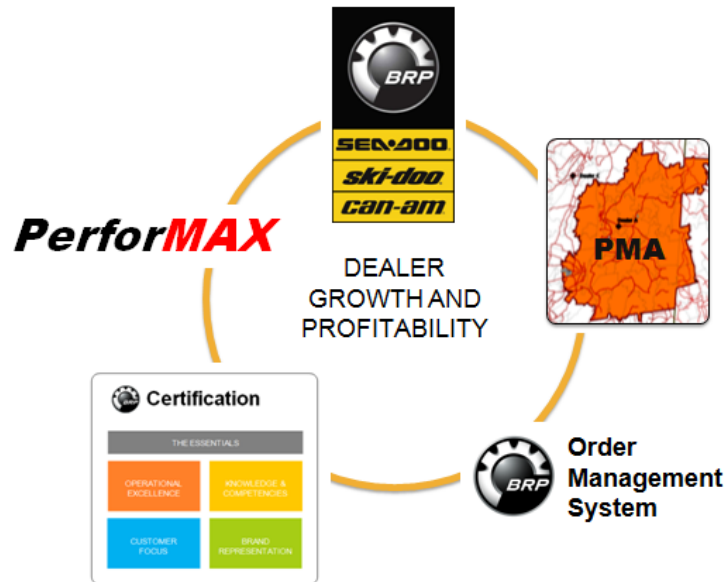 BRP
SEA-DOO
ski-doo
can-am
PerforMAX
PMA
DEALER
GROWTH AND
PROFITABILITY
Certification
THE ESSENTIALS
OPERATIONAL
EXCELLENCE
KNOWLEDGE &
COMPETENCIES
CUSTOMER
FOCUS
BRAND
REPRESENTATION
BRP
Order
Management
System